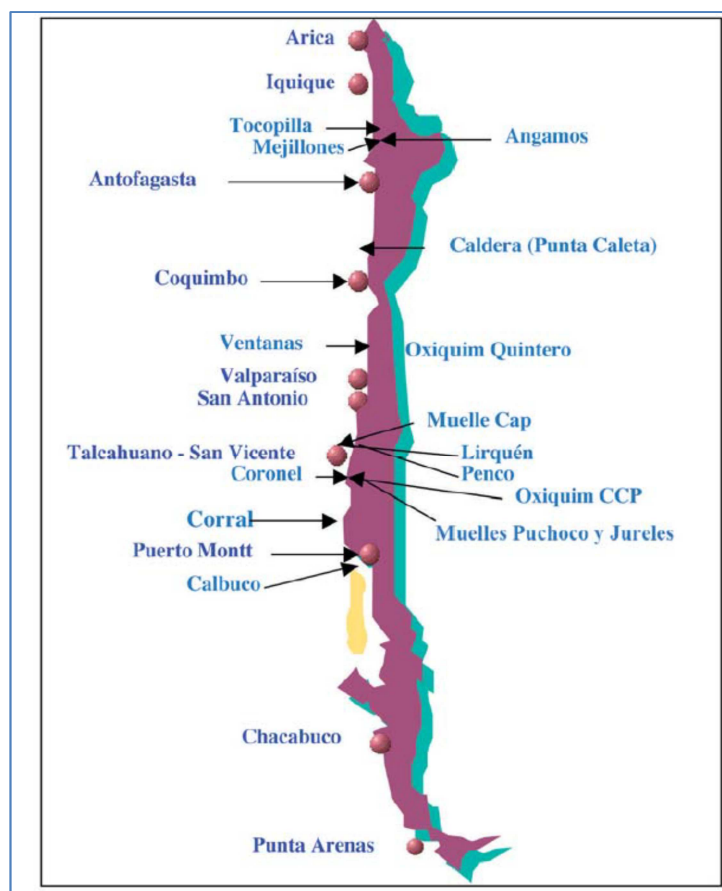 Arica
Iquique
Tocopilla
Mejillones
Angamos
Antofagasta
Caldera (Punta Caleta)
Coquimbo
Ventanas
Oxiquim Quintero
Valparaíso
San Antonio
Muelle Cap
Talcahuano - San Vicente
Lirquén
Coronel
Penco
Oxiquim CCP
Corral
Muelles Puchoco y Jureles
Puerto Montt
Calbuco
Chacabuco
Punta Arenas